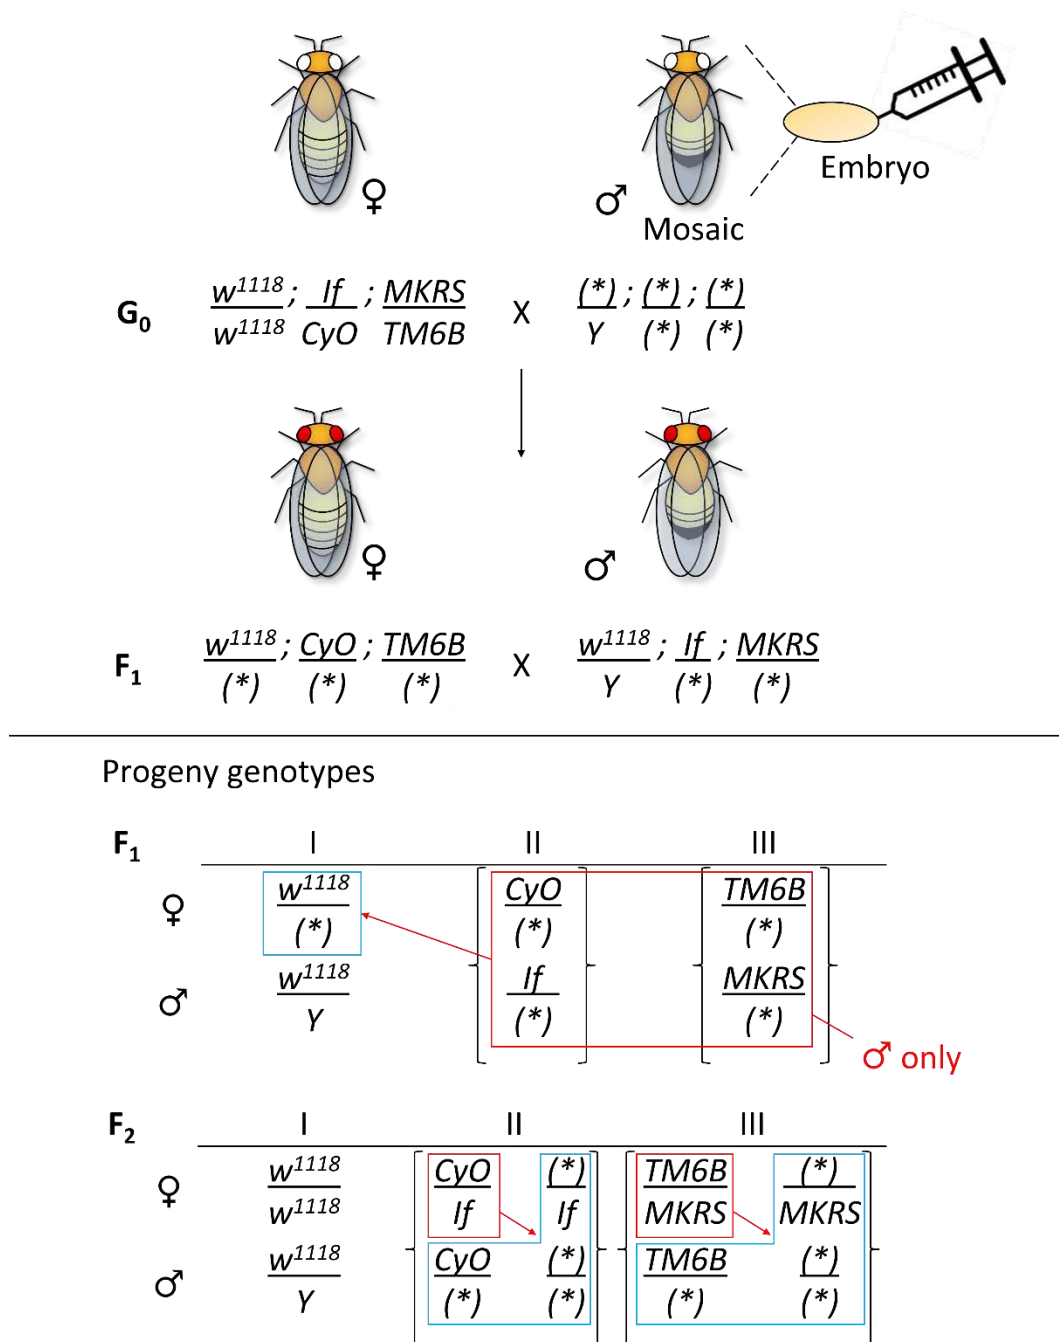 ♀
♂
Mosaic
Embryo
G0 w1118 ; If ; MKRS X (*) ; (*) ; (*)
w1118 CyO TM6B Y (*) (*)
♀
♂
F1 w1118 ; CyO ; TM6B X w1118 ; If ; MKRS
(*) (*) (*) Y (*) (*)
Progeny genotypes
F1 I II III
♀ w1118 CyO TM6B
(*) (*) (*)
♂ w1118 If MKRS
Y (*) (*)
♂ only
F2 I II III
♀ w1118 CyO (*) TM6B (*)
w1118 If If MKRS MKRS
♂ w1118 CyO (*) TM6B (*)
Y (*) (*) (*) (*)